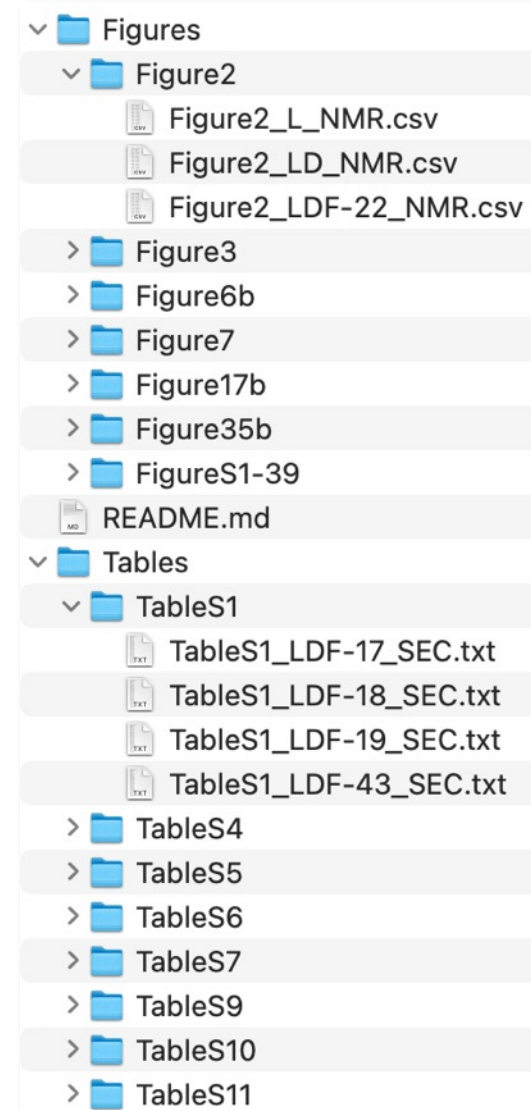 Figures
Figure2
Figure2_L_NMR.csv
Figure2_LD_NMR.csv
Figure2_LDF-22_NMR.csv
Figure3
Figure6b
Figure7
Figure17b
Figure35b
FigureS1-39
README.md
Tables
TableS1
TableS1_LDF-17_SEC.txt
TableS1_LDF-18_SEC.txt
TableS1_LDF-19_SEC.txt
TableS1_LDF-43_SEC.txt
TableS4
TableS5
TableS6
TableS7
TableS9
TableS10
TableS11